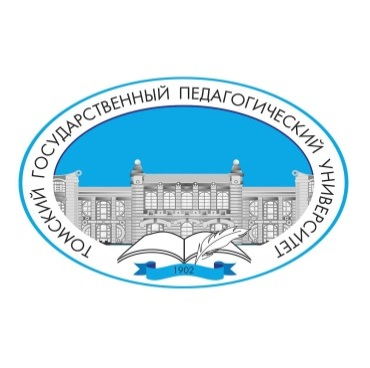 ТОМСКИЙ ГОСУДАРСТВЕННЫЙ ПЕДАГОГИЧЕСКИЙ УНИВЕРСИТЕТ
1902